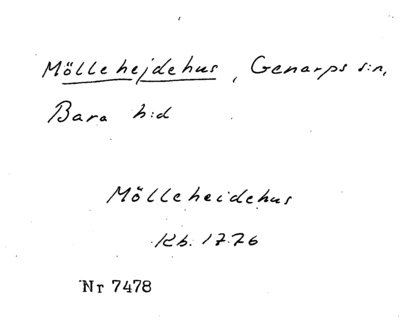 Möllehejdehus, Genarps s:n,
Bara h:d
Mölleheidehus
Kb. 1776
Nr 7478